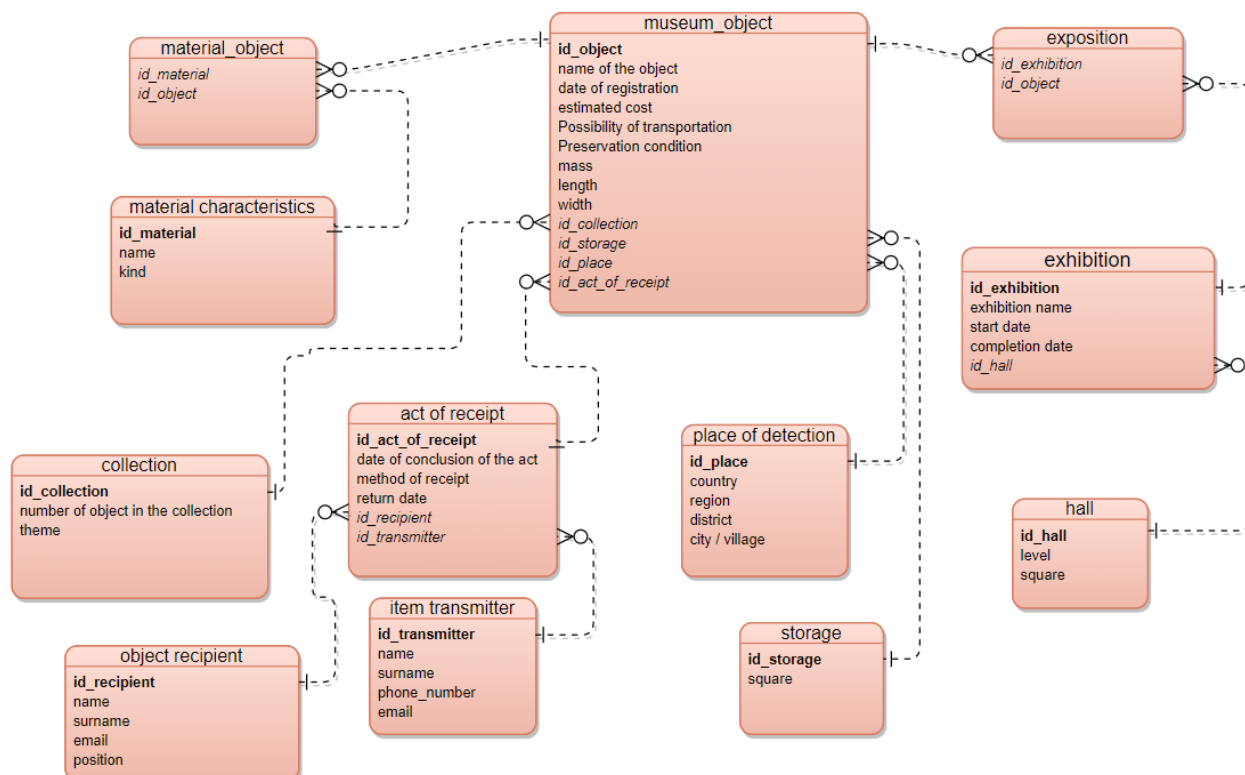 material_object
id_material
id_object
museum_object
id_object
name of the object
date of registration
estimated cost
Possibility of transportation
Preservation condition
mass
length
width
id_collection
id_storage
id_place
id_act_of_receipt
exposition
id_exhibition
id_object
material characteristics
id_material
name
kind
exhibition
id_exhibition
exhibition name
start date
completion date
id_hall
act of receipt
id_act_of_receipt
date of conclusion of the act
method of receipt
return date
id_recipient
id_transmitter
place of detection
id_place
country
region
district
city / village
collection
id_collection
number of object in the collection
theme
hall
id_hall
level
square
item transmitter
id_transmitter
name
surname
phone_number
email
storage
id_storage
square
object recipient
id_recipient
name
surname
email
position